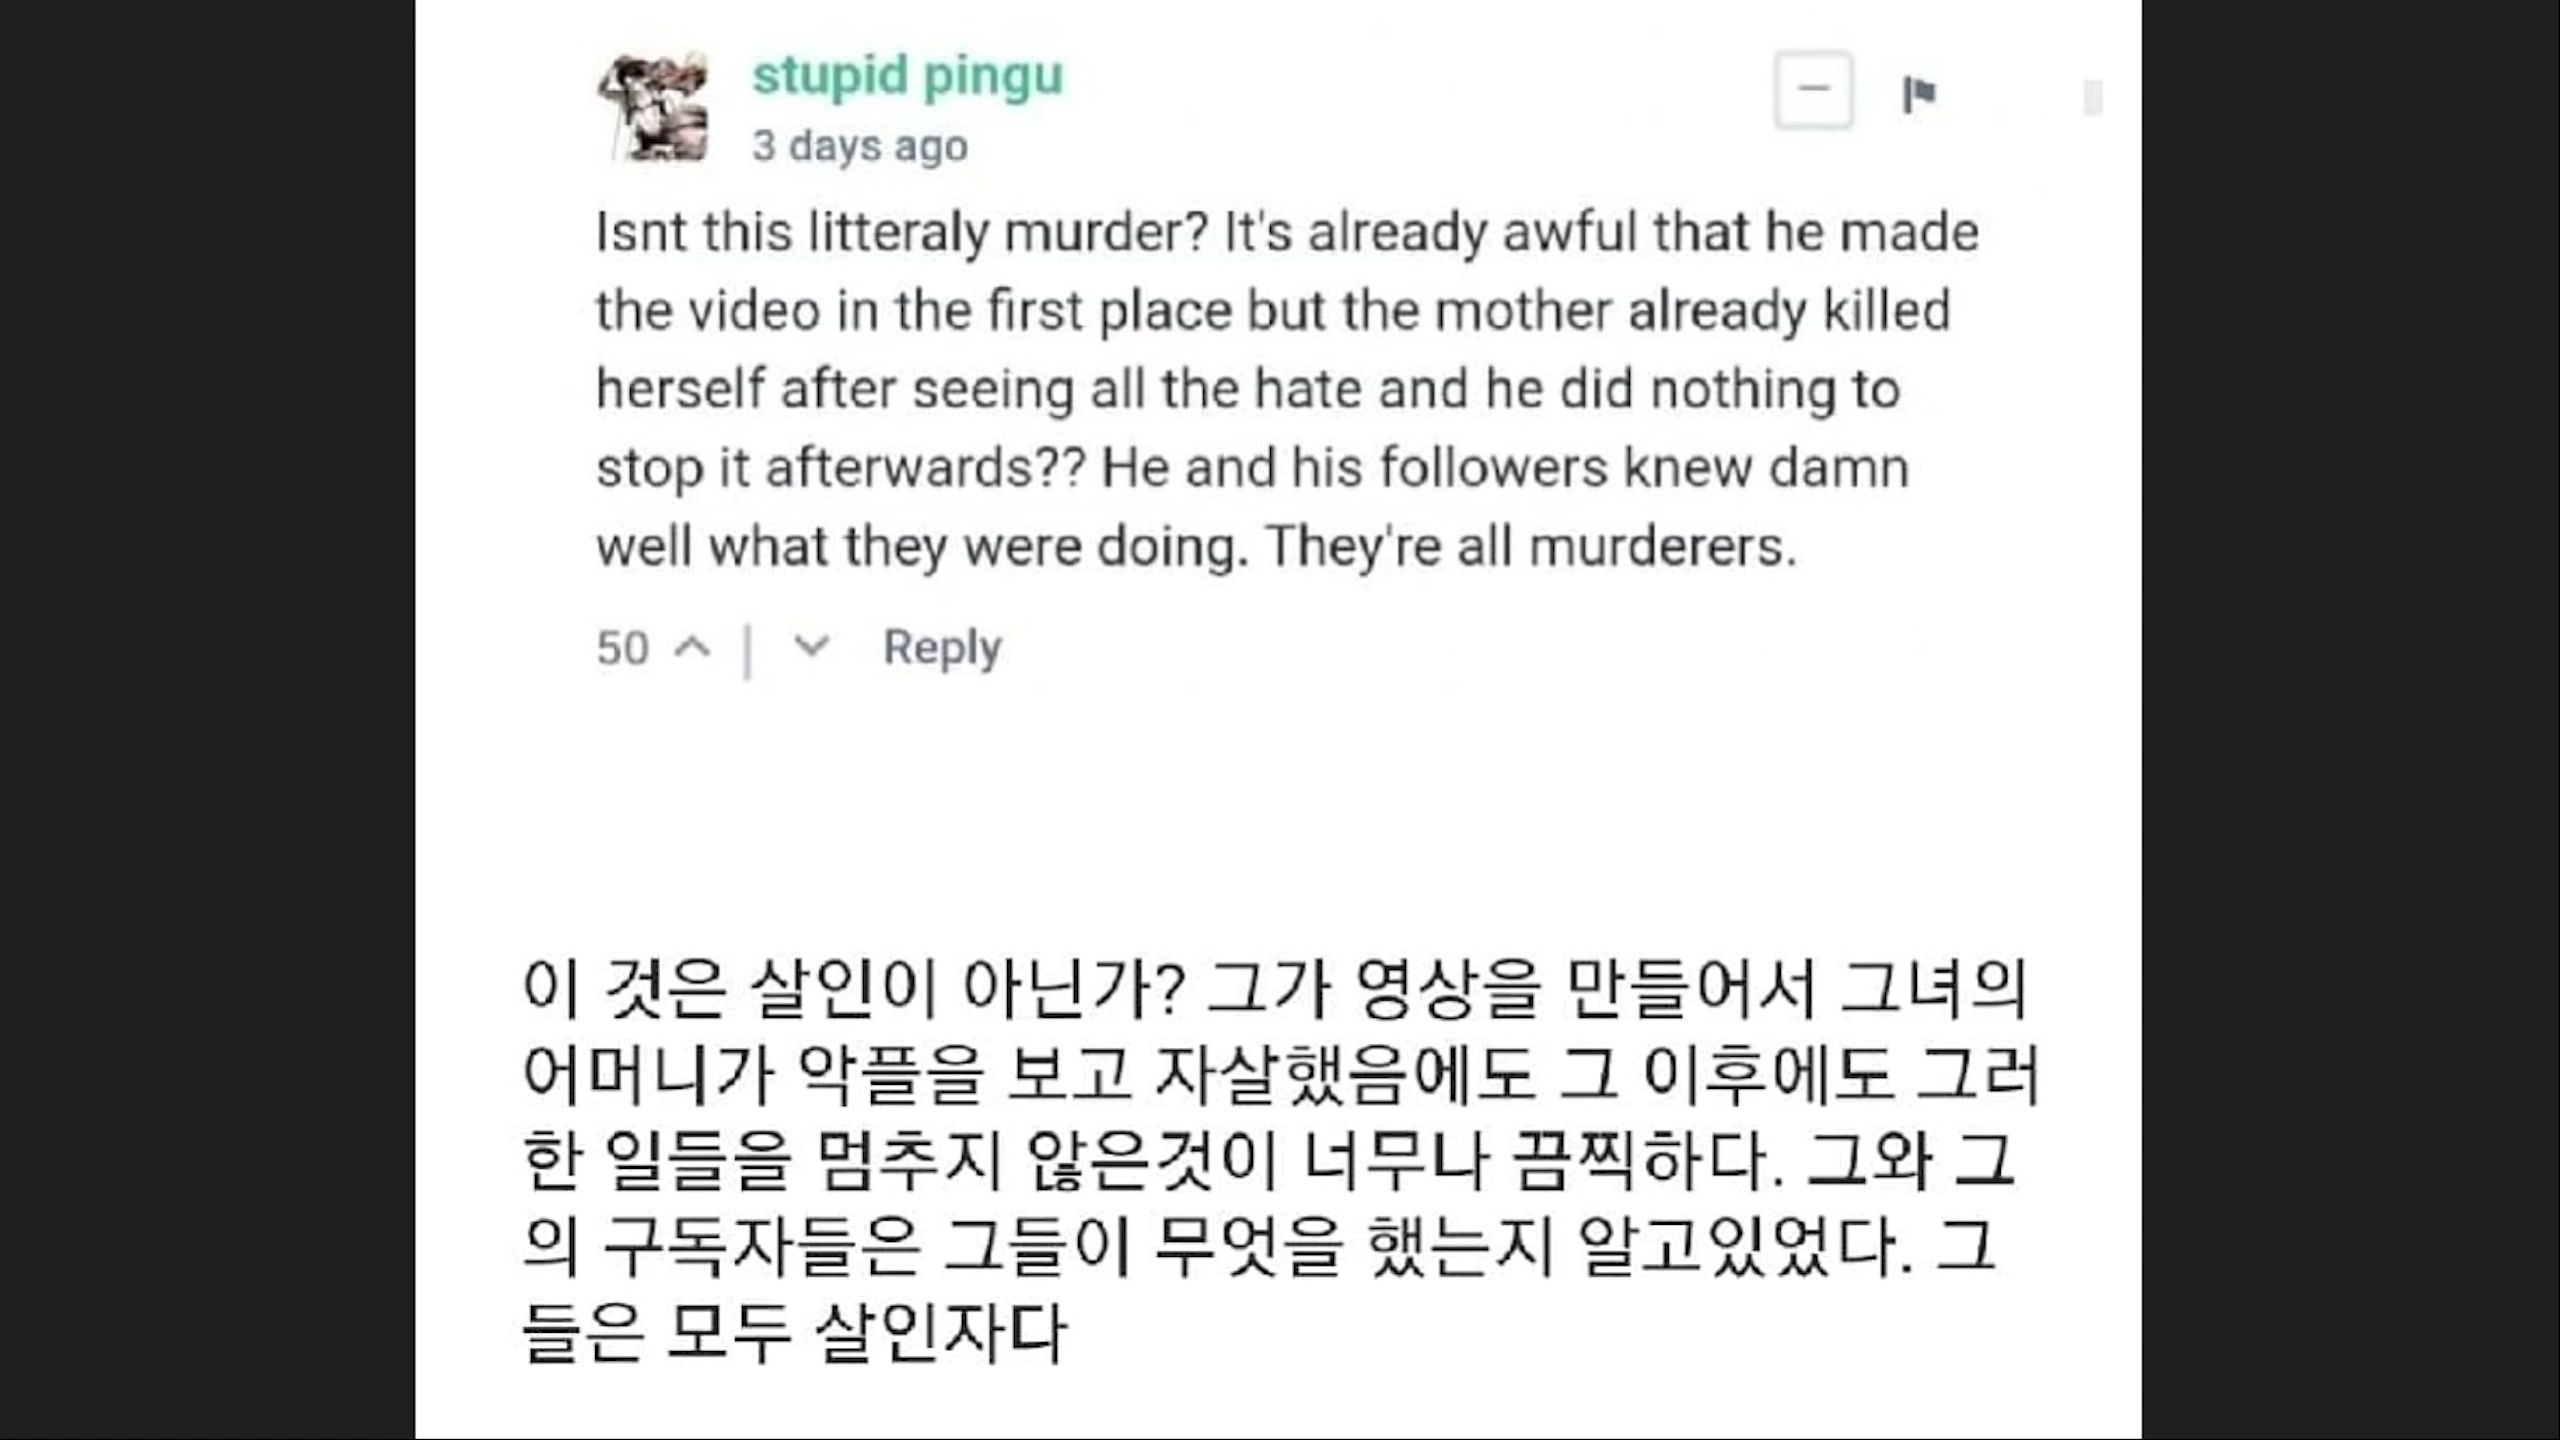 stupid pingu
3 days ago
Isnt this litteraly murder? It's already awful that he made
the video in the first place but the mother already killed
herself after seeing all the hate and he did nothing to
stop it afterwards?? He and his followers knew damn
well what they were doing. They're all murderers.
50 Reply
이 것은 살인이 아닌가? 그가 영상을 만들어서 그녀의
어머니가 악플을 보고 자살했음에도 그 이후에도 그러
한 일들을 멈추지 않은것이 너무나 끔찍하다. 그와 그
의 구독자들은 그들이 무엇을 했는지 알고있었다. 그
들은 모두 살인자다